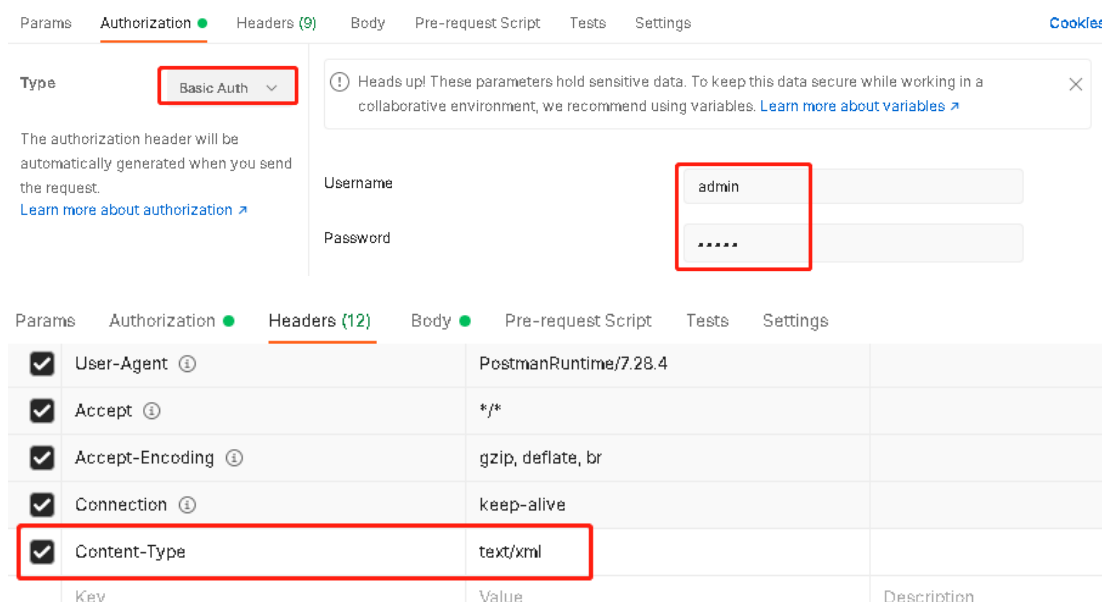 Params Authorization Headers (9) Body Pre-request Script Tests Settings Cookies
Type Basic Auth
Heads up! These parameters hold sensitive data. To keep this data secure while working in a
collaborative environment, we recommend using variables. Learn more about variables ↗
The authorization header will be
automatically generated when you send
the request.
Learn more about authorization ↗
Username admin
Password •••••
Params Authorization Headers (12) Body Pre-request Script Tests Settings
User-Agent PostmanRuntime/7.28.4
Accept */*
Accept-Encoding gzip, deflate, br
Connection keep-alive
Content-Type text/xml
Key Value Description